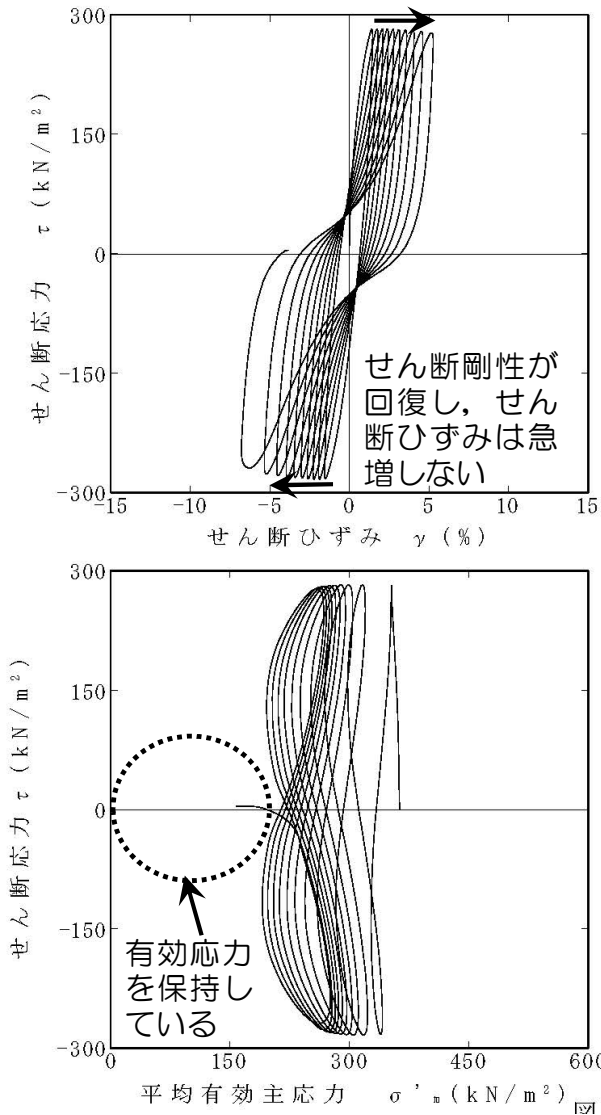 300
150
0
-150
-300
せん断応力 τ (kN/m²)
せん断剛性が
回復し，せん
断ひずみは急
増しない
-15 -10 -5 0 5 10 15
せん断ひずみ γ (%)
300
150
0
-150
-300
せん断応力 τ (kN/m²)
有効応力
を保持し
ている
0 150 300 450 600
平均有効主応力 σ'ₘ (kN/m²)
図